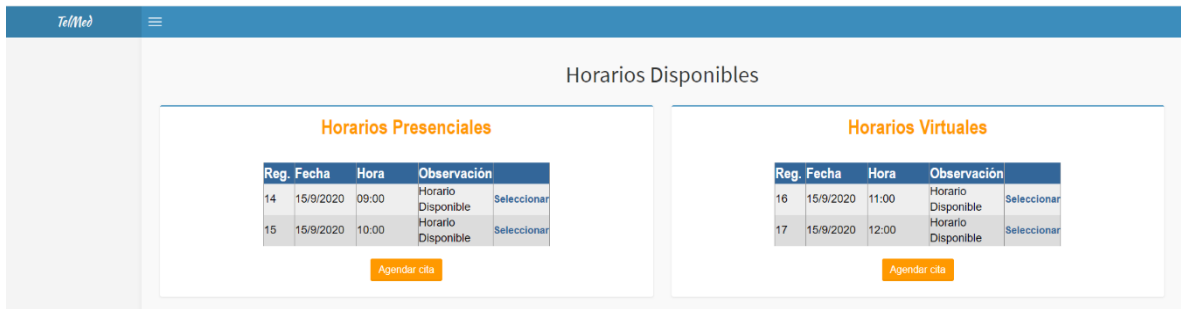 TelMed
Horarios Disponibles
Horarios Presenciales
Reg. Fecha Hora Observación
14 15/9/2020 09:00 Horario Disponible Seleccionar
15 15/9/2020 10:00 Horario Disponible Seleccionar
Agendar cita
Horarios Virtuales
Reg. Fecha Hora Observación
16 15/9/2020 11:00 Horario Disponible Seleccionar
17 15/9/2020 12:00 Horario Disponible Seleccionar
Agendar cita